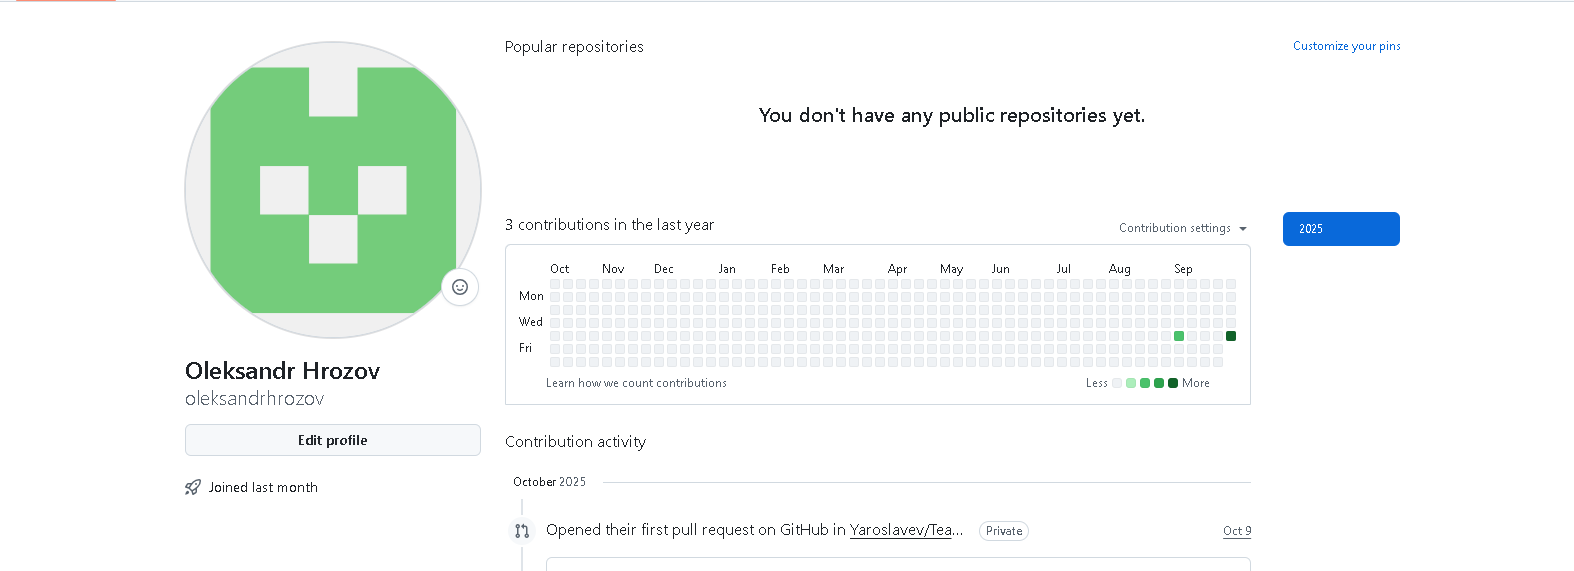 Popular repositories
Customize your pins
You don't have any public repositories yet.
3 contributions in the last year
Contribution settings
2025
Oct Nov Dec Jan Feb Mar Apr May Jun Jul Aug Sep
Mon
Wed
Fri
Learn how we count contributions
Less More
Oleksandr Hrozov
oleksandrhrozov
Edit profile
Joined last month
Contribution activity
October 2025
Opened their first pull request on GitHub in Yaroslavev/Tea... Private Oct 9